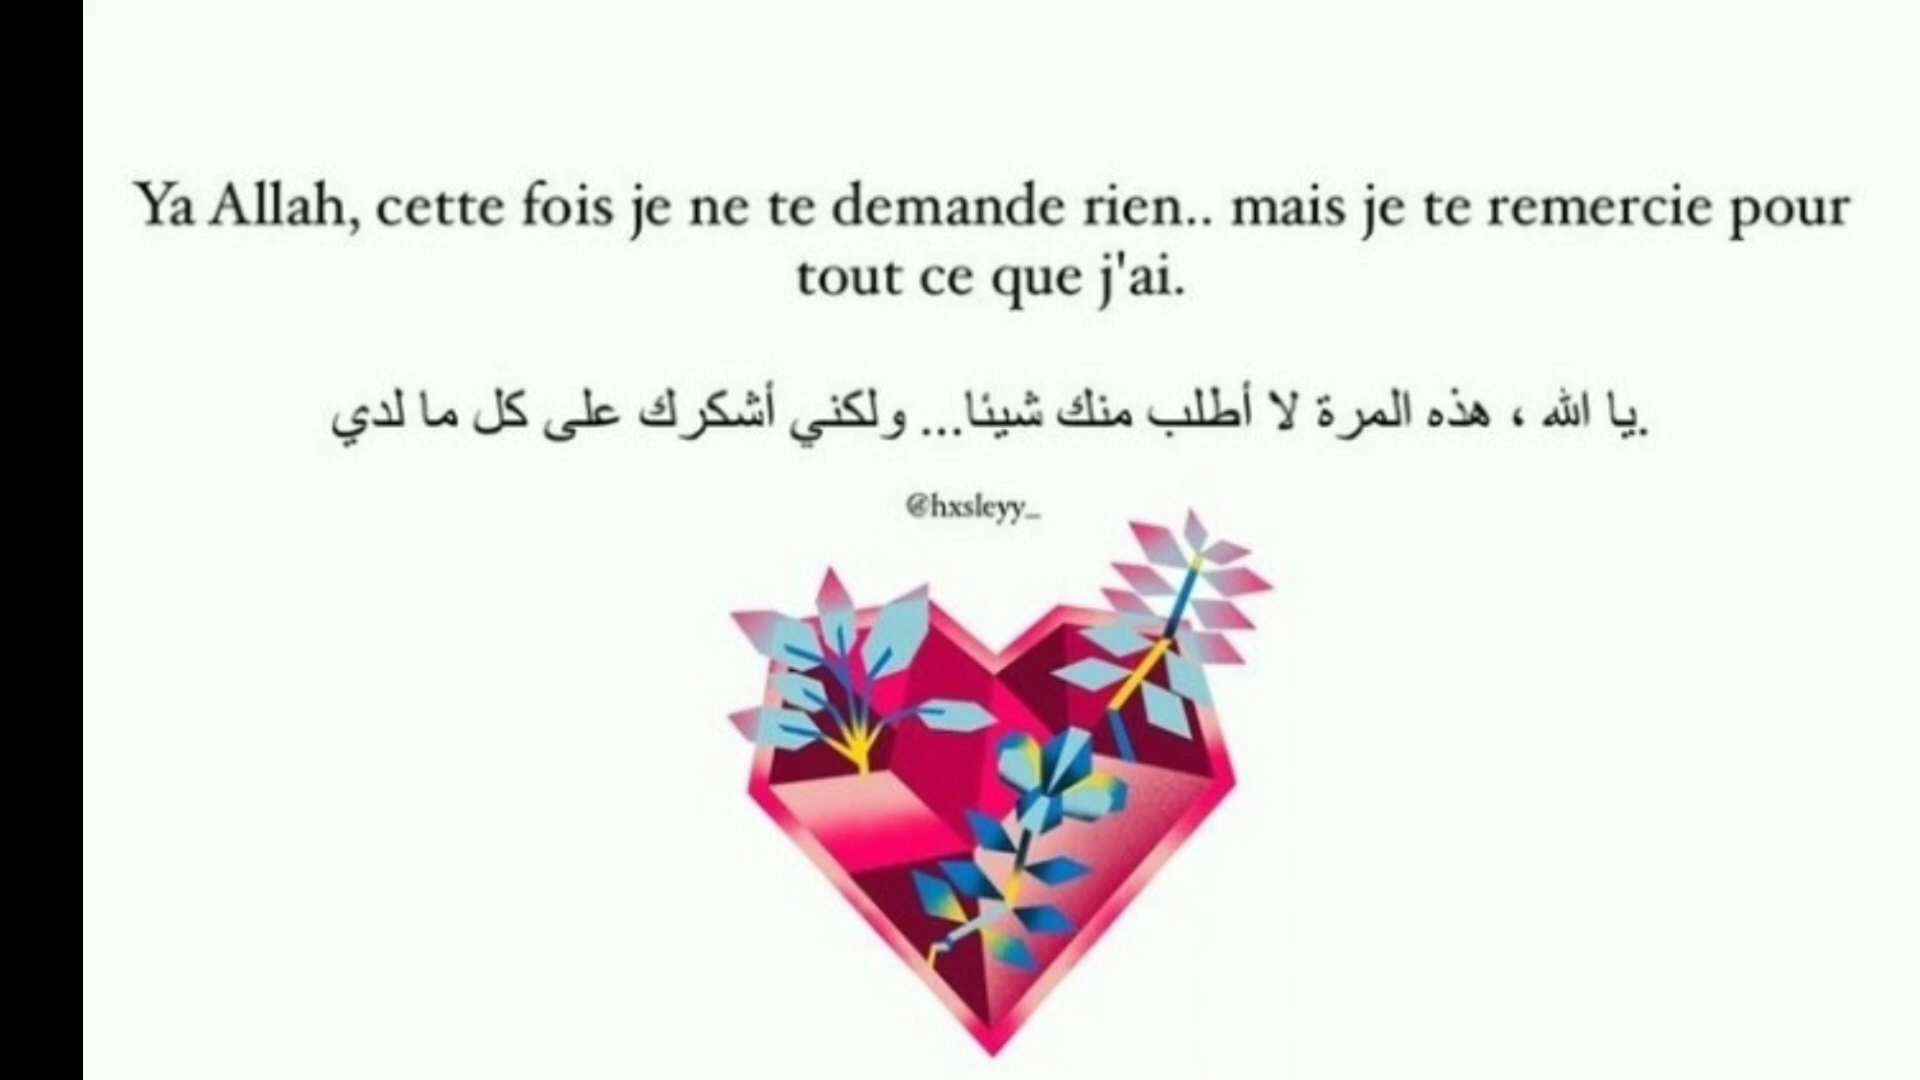 Ya Allah, cette fois je ne te demande rien.. mais je te remercie pour
tout ce que j'ai.
.يا الله ، هذه المرة لا أطلب منك شيئا... ولكني أشكرك على كل ما لدي
@hxsleyy_